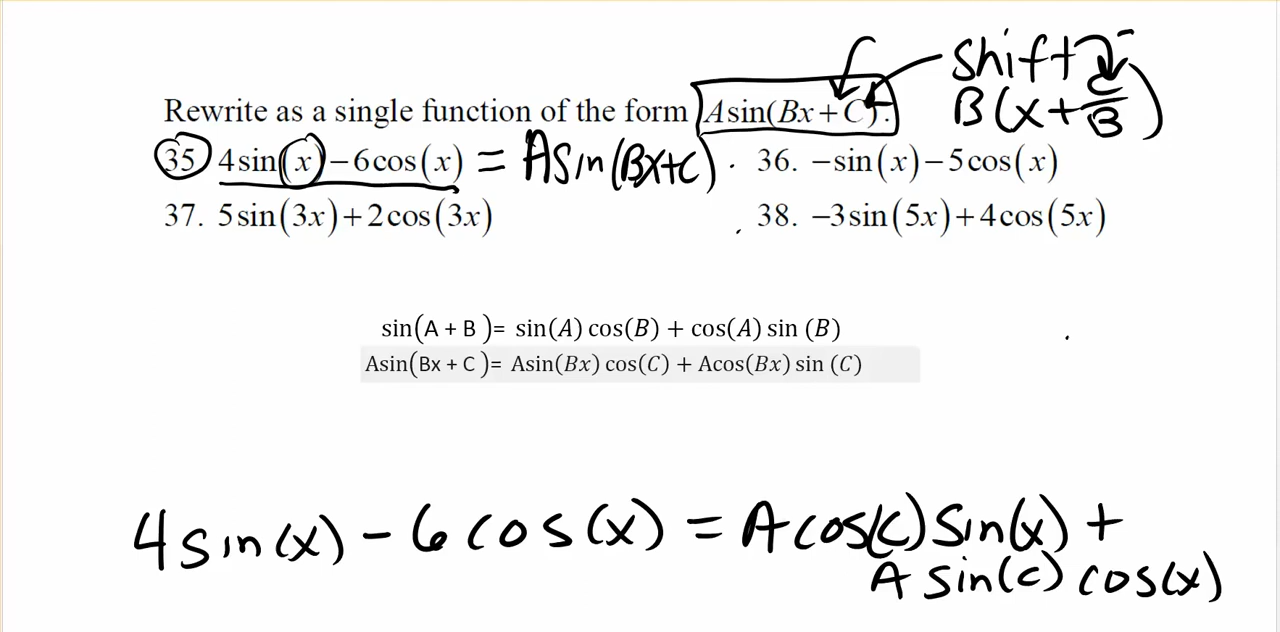 shift
Rewrite as a single function of the form Asin(Bx+C).
B(x+C/B)
35. 4sin(x)−6cos(x) = Asin(Bx+C)
36. −sin(x)−5cos(x)
37. 5sin(3x)+2cos(3x)
38. −3sin(5x)+4cos(5x)
sin(A + B)= sin(A) cos(B) + cos(A) sin (B)
Asin(Bx + C)= Asin(Bx) cos(C) + Acos(Bx) sin (C)
4sin(x) − 6cos(x) = Acos(C)sin(x) +
A sin(C) cos(x)